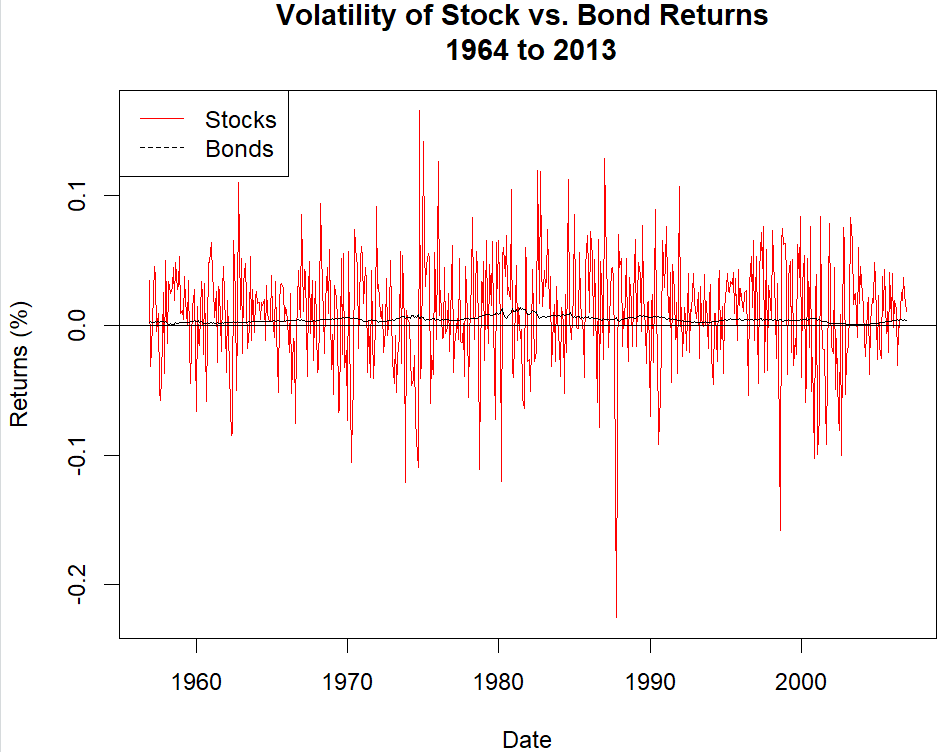 Volatility of Stock vs. Bond Returns
1964 to 2013
Stocks
Bonds
Returns (%)
0.1
0.0
-0.1
-0.2
1960 1970 1980 1990 2000
Date